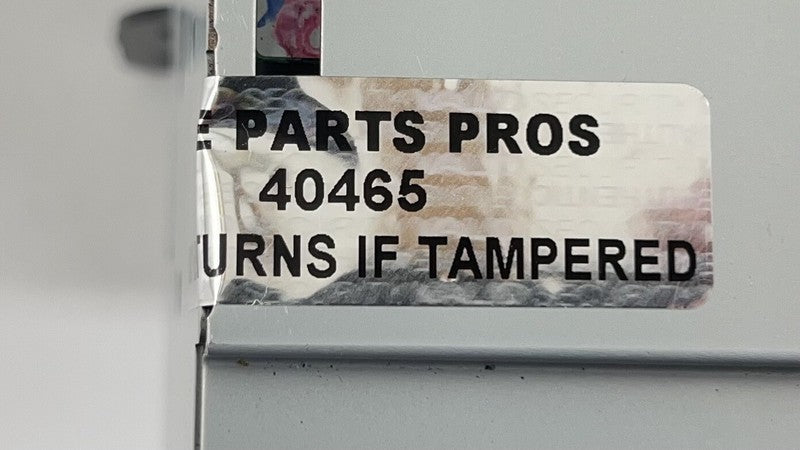 E PARTS PROS
40465
TURNS IF TAMPERED